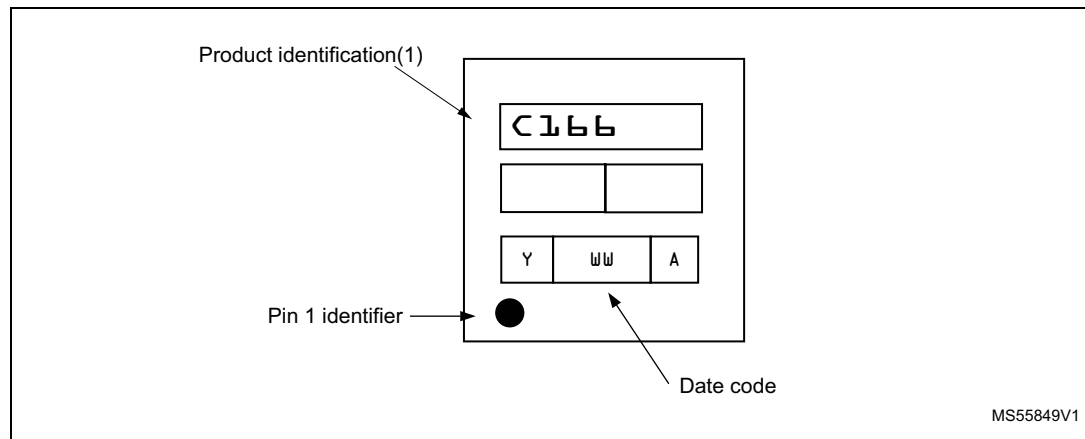 Product identification(1)
C166
Y WW A
Pin 1 identifier
Date code
MS55849V1